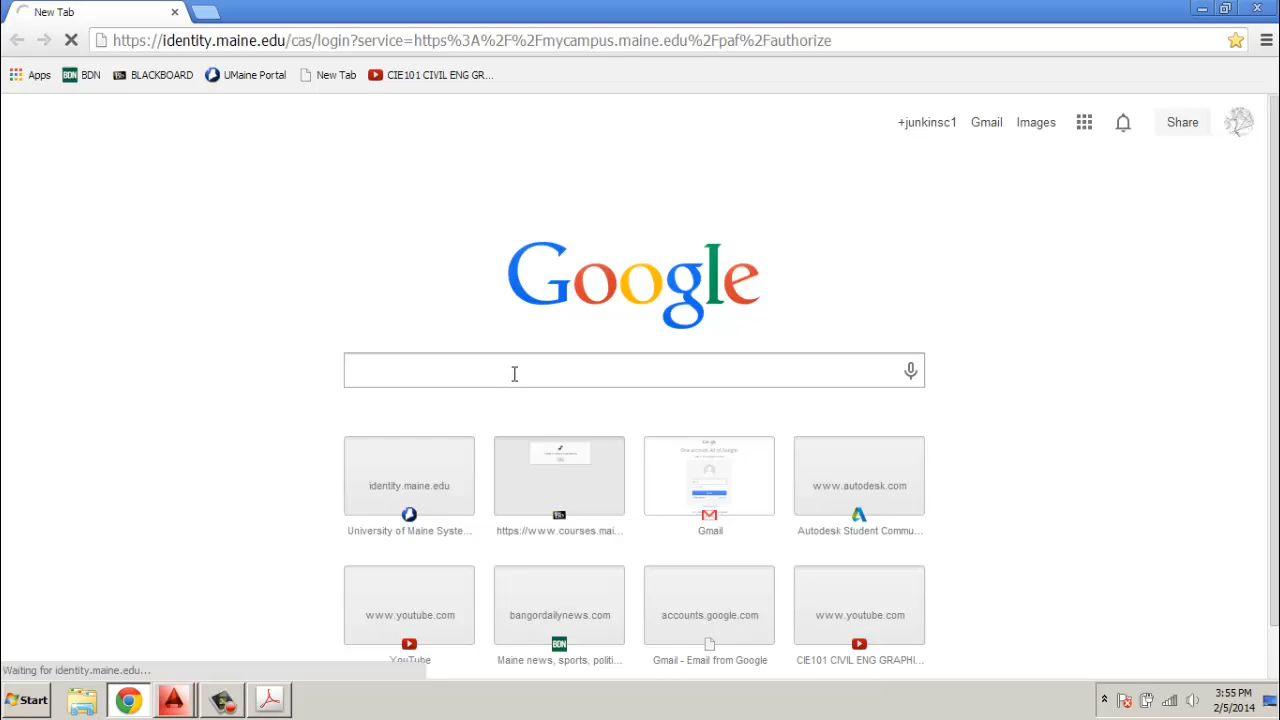 New Tab
https://identity.maine.edu/cas/login?service=https%3A%2F%2Fmycampus.maine.edu%2Fpaf%2Fauthorize
Apps BDN BDN BLACKBOARD UMaine Portal New Tab CIE101 CIVIL ENG GR...
+junkinsc1 Gmail Images Share
Google
identity.maine.edu www.autodesk.com
University of Maine Syste... https://www.courses.mai... Gmail Autodesk Student Commu...
www.youtube.com bangordailynews.com accounts.google.com www.youtube.com
BDN
YouTube Maine news, sports, politi... Gmail - Email from Google CIE101 CIVIL ENG GRAPHI...
Waiting for identity.maine.edu...
Start 3:55 PM
2/5/2014